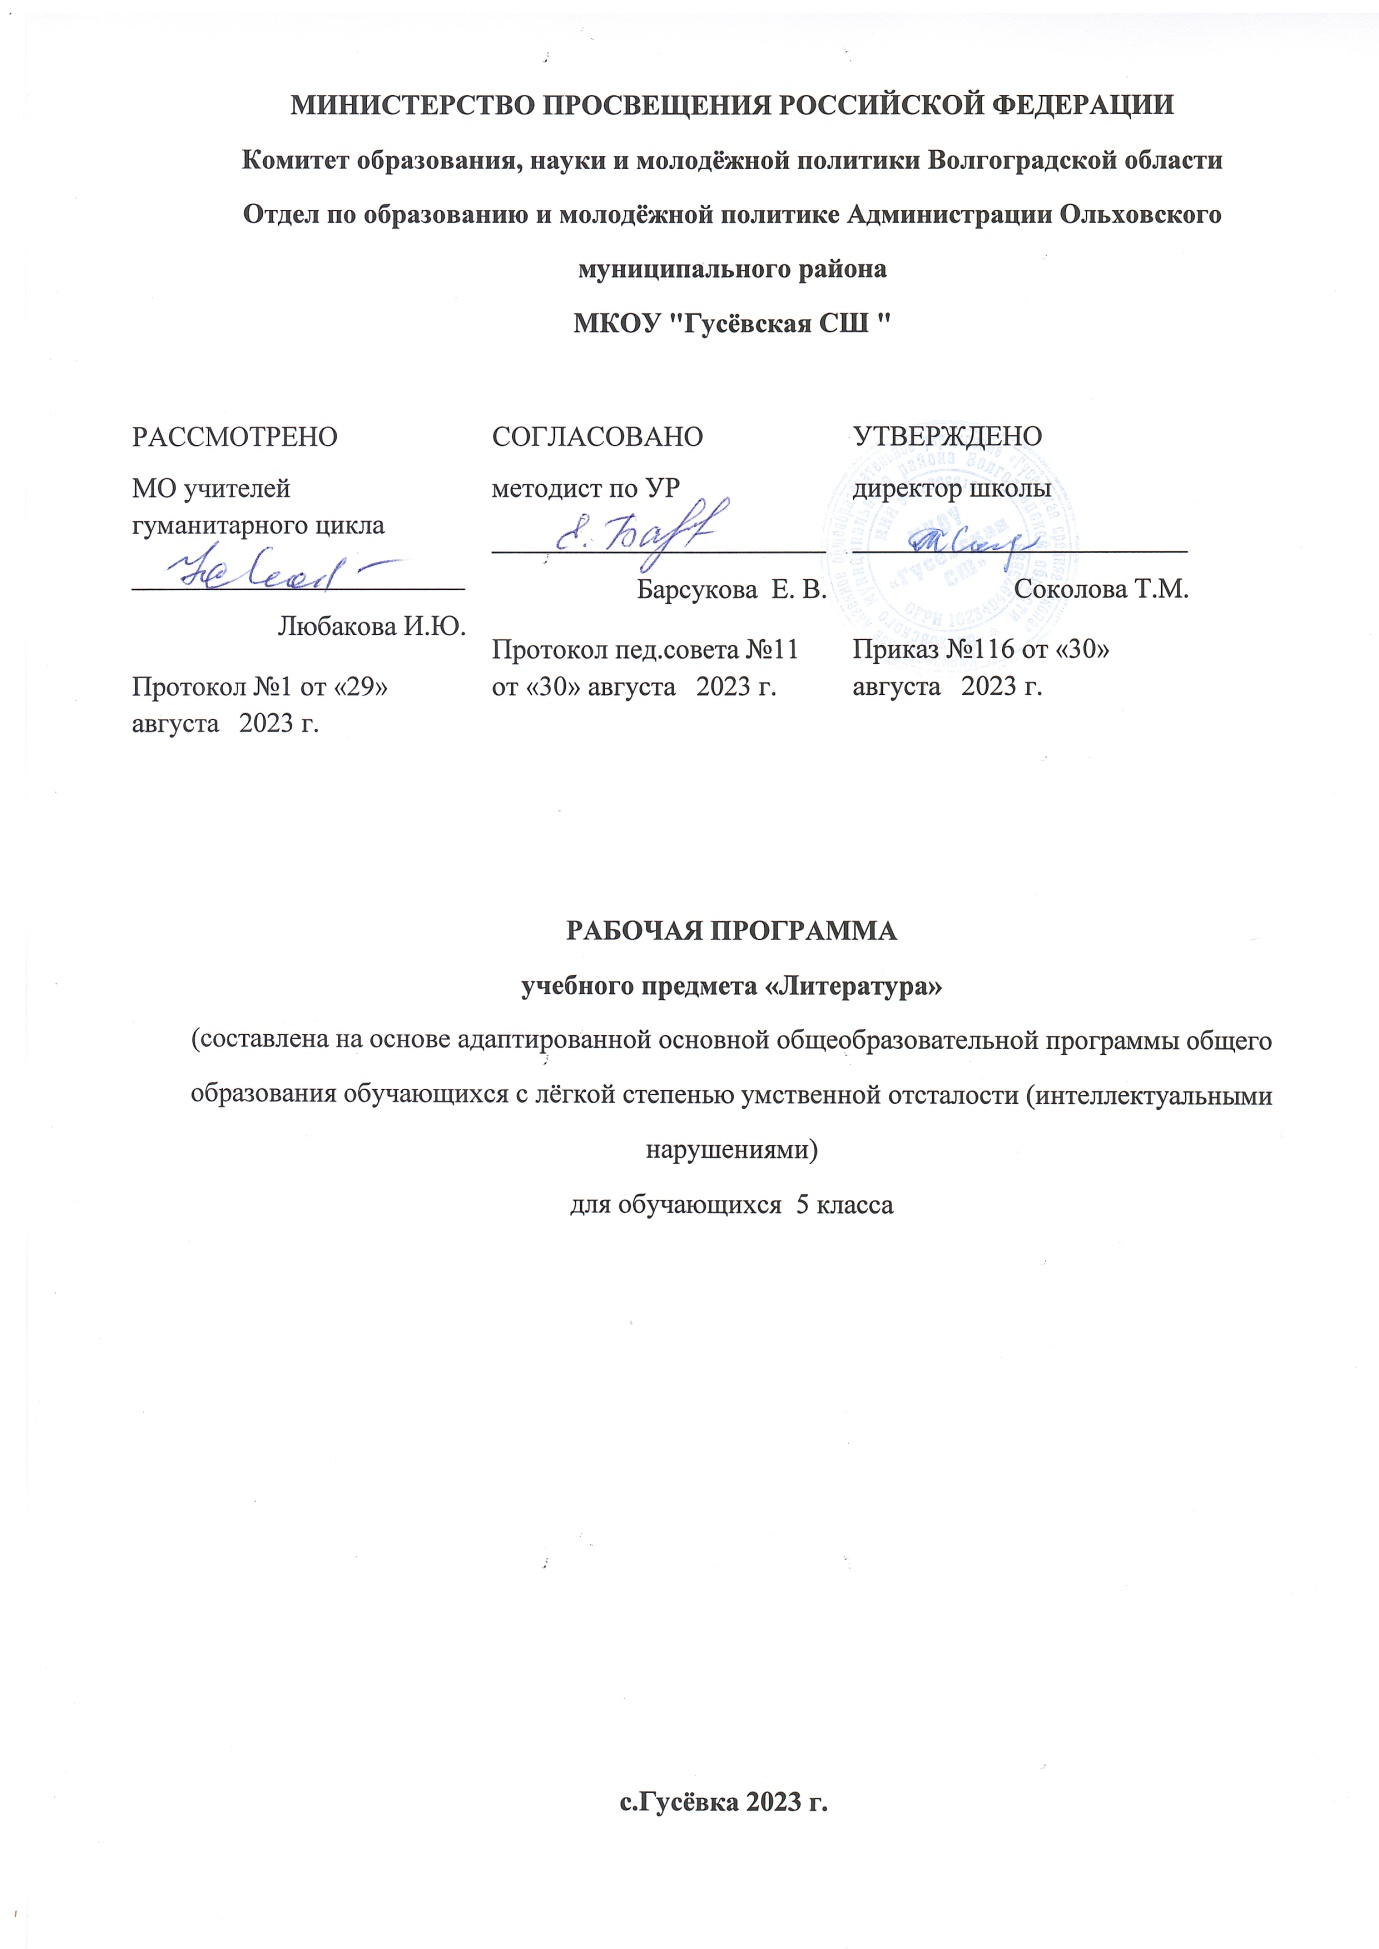 МИНИСТЕРСТВО ПРОСВЕЩЕНИЯ РОССИЙСКОЙ ФЕДЕРАЦИИ
Комитет образования, науки и молодёжной политики Волгоградской области
Отдел по образованию и молодёжной политике Администрации Ольховского
муниципального района
МКОУ "Гусёвская СШ "
РАССМОТРЕНО
МО учителей
гуманитарного цикла
Любакова И.Ю.
Протокол №1 от «29»
августа 2023 г.
СОГЛАСОВАНО
методист по УР
Барсукова Е. В.
Протокол пед.совета №11
от «30» августа 2023 г.
УТВЕРЖДЕНО
директор школы
Соколова Т.М.
Приказ №116 от «30»
августа 2023 г.
РАБОЧАЯ ПРОГРАММА
учебного предмета «Литература»
(составлена на основе адаптированной основной общеобразовательной программы общего
образования обучающихся с лёгкой степенью умственной отсталости (интеллектуальными
нарушениями)
для обучающихся 5 класса
с.Гусёвка 2023 г.